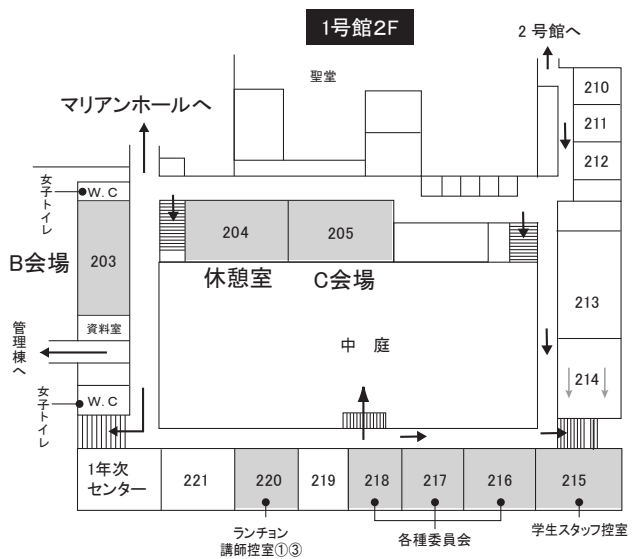 1号館2F
2号館へ
聖堂
マリアンホールへ
210
211
212
女子トイレ
W.C
204
205
B会場
203
休憩室
C会場
213
資料室
管理棟へ
中庭
214
女子トイレ
W.C
1年次
センター
221
220
219
218
217
216
215
ランチョン
講師控室①③
各種委員会
学生スタッフ控室